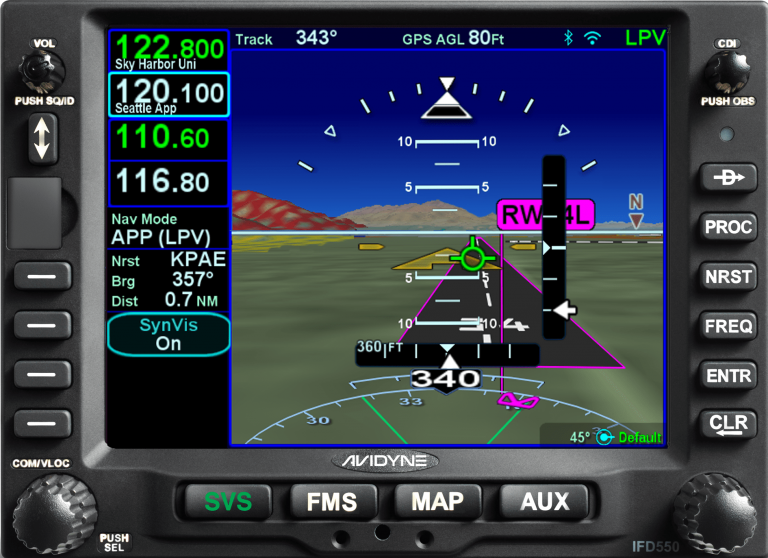 VOL
PUSH SQ/ID
122.800
Sky Harbor Uni
120.100
Seattle App
110.60
116.80
Nav Mode
APP (LPV)
Nrst KPAE
Brg 357°
Dist 0.7 NM
SynVis
On
Track 343° GPS AGL 80Ft LPV
10 10
5 5
N
5 5
10 10
360 FT
340
30 33
45° Default
CDI
PUSH OBS
D
PROC
NRST
FREQ
ENTR
CLR
COM/VLOC
PUSH
SEL
AVIDYNE
SVS FMS MAP AUX
IFD550